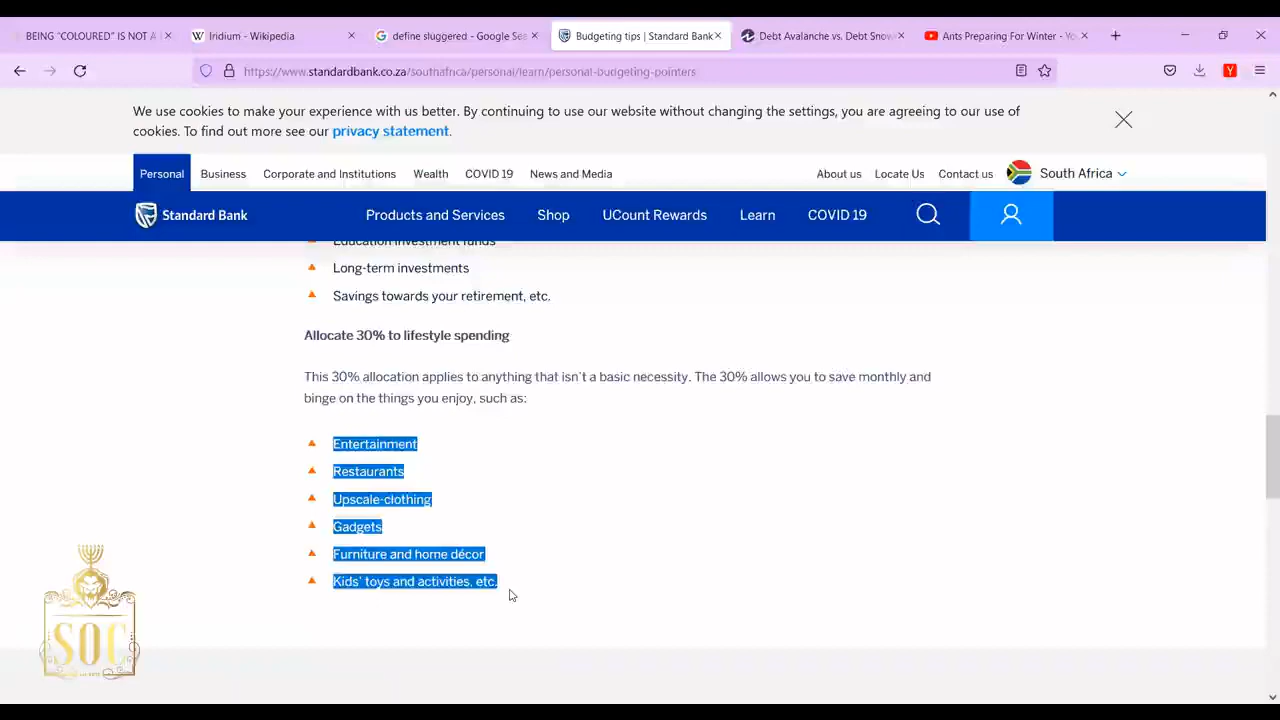 BEING "COLOURED" IS NOT A
Iridium - Wikipedia
define sluggered - Google Sea
Budgeting tips | Standard Bank
Debt Avalanche vs. Debt Snow
Ants Preparing For Winter - Yo
https://www.standardbank.co.za/southafrica/personal/learn/personal-budgeting-pointers
We use cookies to make your experience with us better. By continuing to use our website without changing the settings, you are agreeing to our use of
cookies. To find out more see our privacy statement.
Personal Business Corporate and Institutions Wealth COVID 19 News and Media About us Locate Us Contact us South Africa
Standard Bank Products and Services Shop UCount Rewards Learn COVID 19
Education investment funds
Long-term investments
Savings towards your retirement, etc.
Allocate 30% to lifestyle spending
This 30% allocation applies to anything that isn't a basic necessity. The 30% allows you to save monthly and
binge on the things you enjoy, such as:
Entertainment
Restaurants
Upscale-clothing
Gadgets
Furniture and home décor
Kids' toys and activities, etc.
SOC